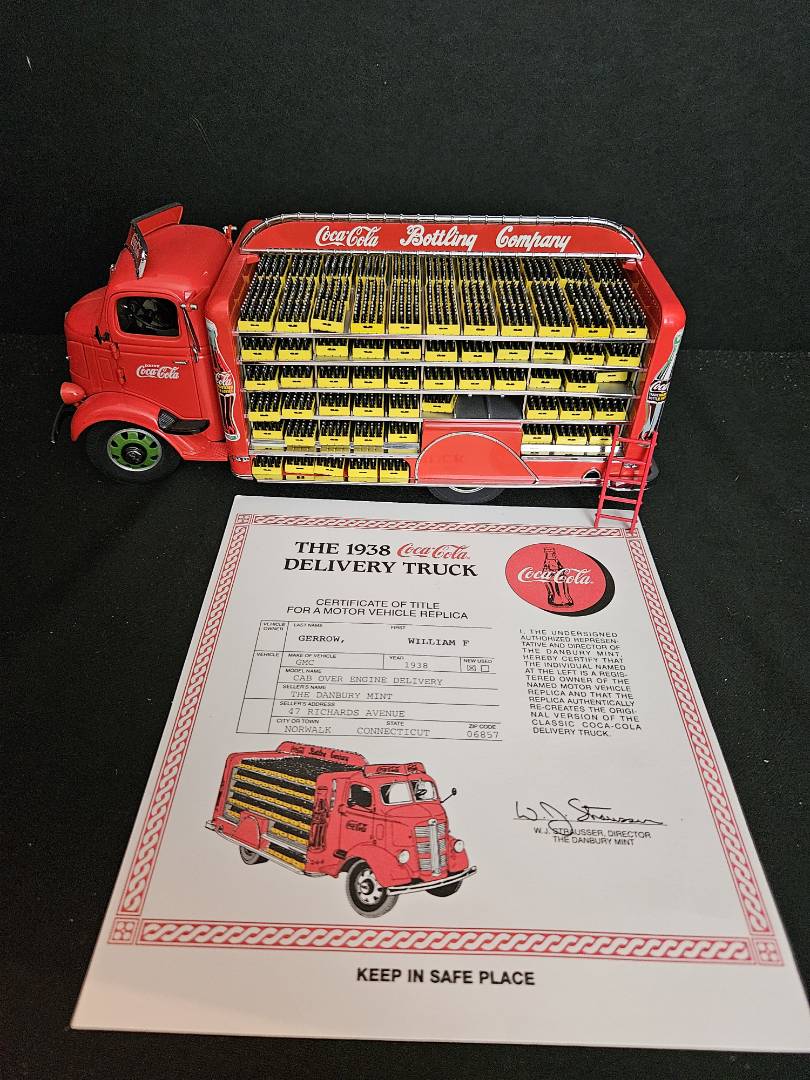 Coca-Cola Bottling Company
Coca-Cola
Coca-Cola
THE 1938 Coca-Cola
DELIVERY TRUCK
CERTIFICATE OF TITLE
FOR A MOTOR VEHICLE REPLICA
VEHICLE OWNER
LAST NAME FIRST
GERROW, WILLIAM F
VEHICLE
MAKE OF VEHICLE YEAR NEW USED
GMC 1938
MODEL NAME
CAB OVER ENGINE DELIVERY
SELLER'S NAME
THE DANBURY MINT
SELLER'S ADDRESS
47 RICHARDS AVENUE
CITY OR TOWN STATE ZIP CODE
NORWALK CONNECTICUT 06857
Coca-Cola
I, THE UNDERSIGNED
AUTHORIZED REPRESEN-
TATIVE AND DIRECTOR OF
THE DANBURY MINT,
HEREBY CERTIFY THAT
THE INDIVIDUAL NAMED
AT THE LEFT IS A REGIS-
TERED OWNER OF THE
NAMED MOTOR VEHICLE
REPLICA AND THAT THE
REPLICA AUTHENTICALLY
RE-CREATES THE ORIGI-
NAL VERSION OF THE
CLASSIC COCA-COLA
DELIVERY TRUCK.
W.J. Strausser
W.J. STRAUSSER, DIRECTOR
THE DANBURY MINT
Coca-Cola
KEEP IN SAFE PLACE